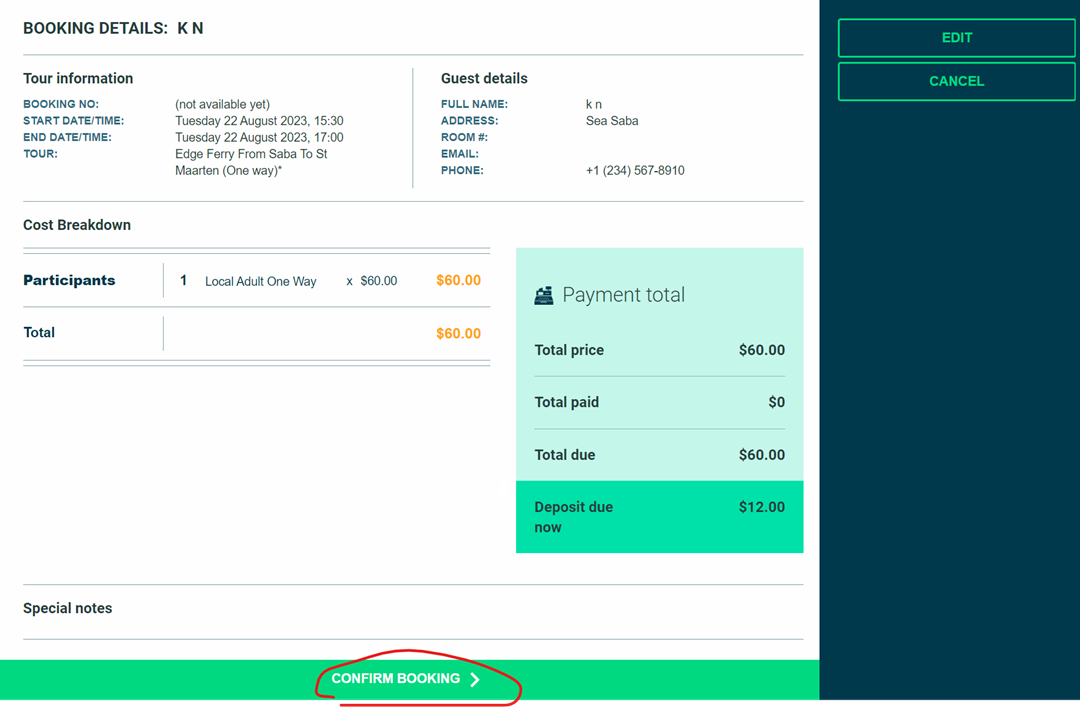 BOOKING DETAILS: K N
EDIT
CANCEL
Tour information
BOOKING NO: (not available yet)
START DATE/TIME: Tuesday 22 August 2023, 15:30
END DATE/TIME: Tuesday 22 August 2023, 17:00
TOUR: Edge Ferry From Saba To St
Maarten (One way)*
Guest details
FULL NAME: k n
ADDRESS: Sea Saba
ROOM #:
EMAIL:
PHONE: +1 (234) 567-8910
Cost Breakdown
Participants 1 Local Adult One Way x $60.00 $60.00
Total $60.00
Payment total
Total price $60.00
Total paid $0
Total due $60.00
Deposit due $12.00
now
Special notes
CONFIRM BOOKING